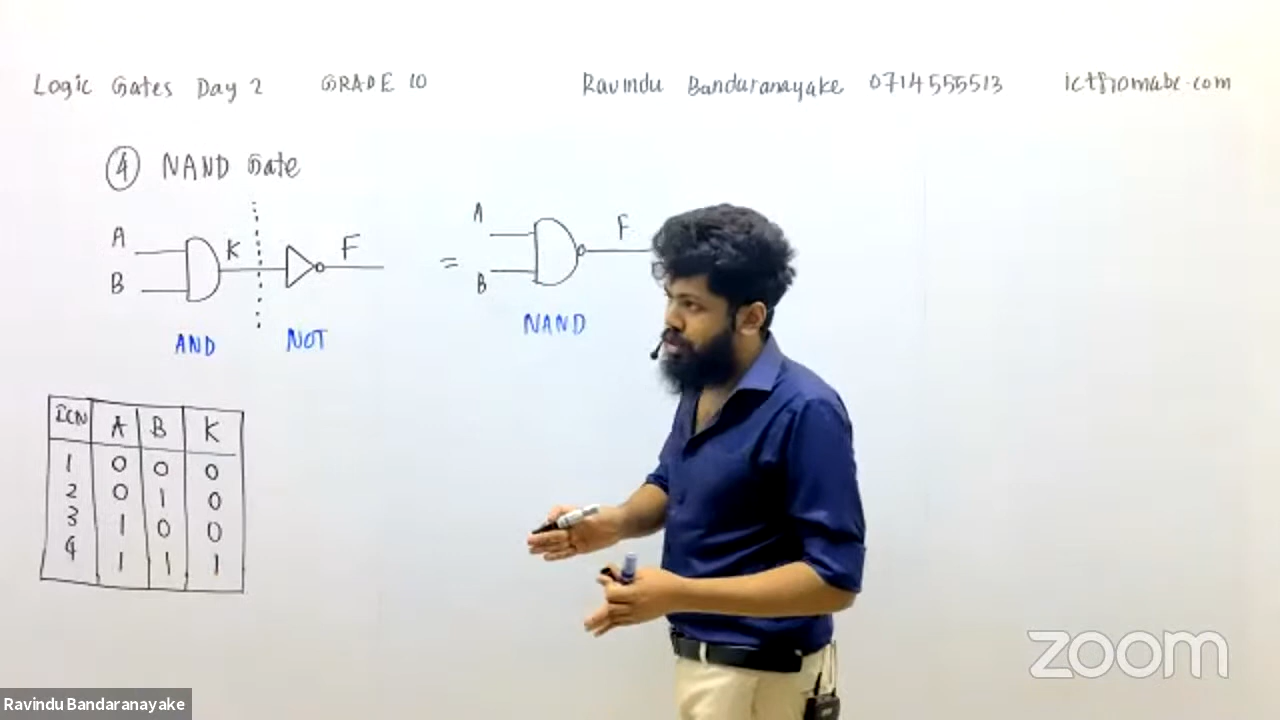 Logic Gates Day 2 GRADE 10 Ravindu Bandaranayake 0714555513 ictfromabc.com
4 NAND Gate
A B K F
AND NOT
=
A B F
NAND
ICN A B K
1 0 0 0
2 0 1 0
3 1 0 0
4 1 1 1
zoom
Ravindu Bandaranayake